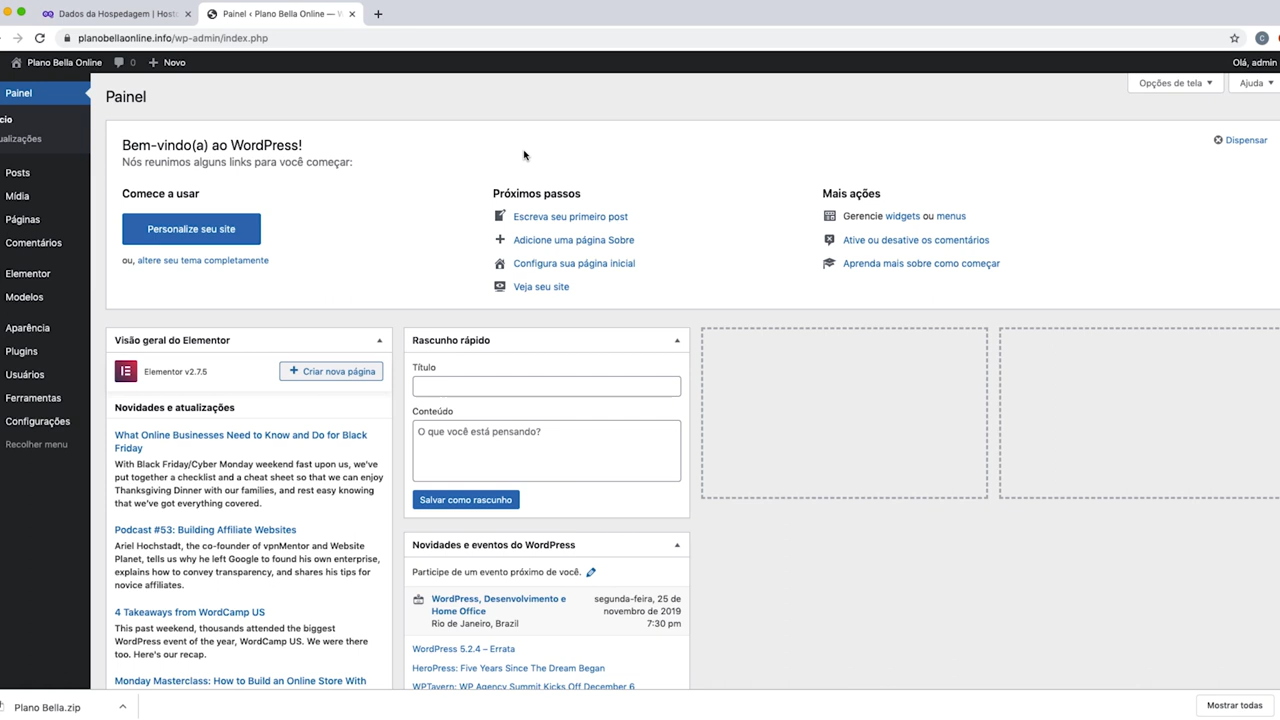 Dados da Hospedagem | Host
Painel ‹ Plano Bella Online — W
planobellaonline.info/wp-admin/index.php
Plano Bella Online
0
Novo
Olá, admin
Painel
cio
ualizações
Posts
Mídia
Páginas
Comentários
Elementor
Modelos
Aparência
Plugins
Usuários
Ferramentas
Configurações
Recolher menu
Painel
Opções de tela
Ajuda
Bem-vindo(a) ao WordPress!
Nós reunimos alguns links para você começar:
Dispensar
Comece a usar
Personalize seu site
ou, altere seu tema completamente
Próximos passos
Escreva seu primeiro post
Adicione uma página Sobre
Configura sua página inicial
Veja seu site
Mais ações
Gerencie widgets ou menus
Ative ou desative os comentários
Aprenda mais sobre como começar
Visão geral do Elementor
Elementor v2.7.5
Criar nova página
Novidades e atualizações
What Online Businesses Need to Know and Do for Black
Friday
With Black Friday/Cyber Monday weekend fast upon us, we've
put together a checklist and a cheat sheet so that we can enjoy
Thanksgiving Dinner with our families, and rest easy knowing
that we've got everything covered.
Podcast #53: Building Affiliate Websites
Ariel Hochstadt, the co-founder of vpnMentor and Website
Planet, tells us why he left Google to found his own enterprise,
explains how to convey transparency, and shares his tips for
novice affiliates.
4 Takeaways from WordCamp US
This past weekend, thousands attended the biggest
WordPress event of the year, WordCamp US. We were there
too. Here's our recap.
Monday Masterclass: How to Build an Online Store With
Rascunho rápido
Título
Conteúdo
O que você está pensando?
Salvar como rascunho
Novidades e eventos do WordPress
Participe de um evento próximo de você.
WordPress, Desenvolvimento e
Home Office
Rio de Janeiro, Brazil
segunda-feira, 25 de
novembro de 2019
7:30 pm
WordPress 5.2.4 – Errata
HeroPress: Five Years Since The Dream Began
WPTavern: WP Agency Summit Kicks Off December 6
Plano Bella.zip
Mostrar todas